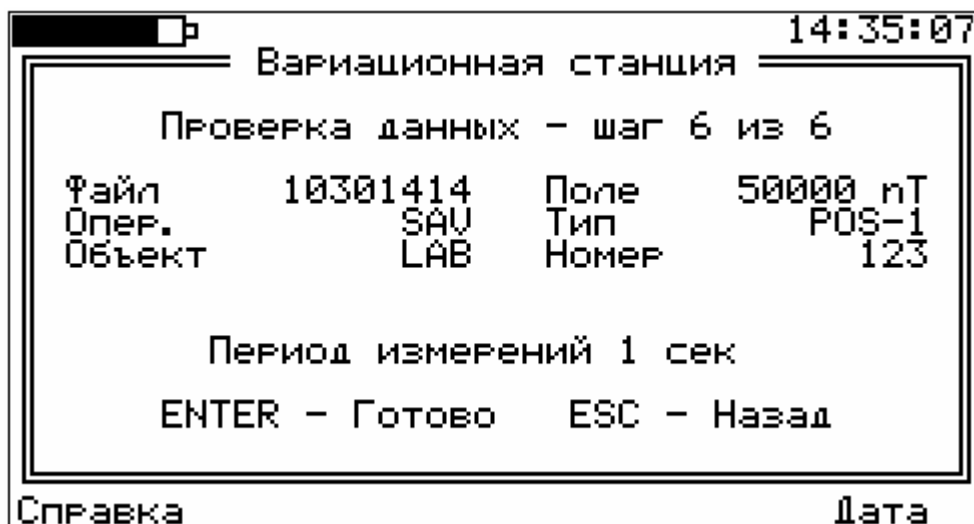 14:35:07
Вариационная станция
Проверка данных - шаг 6 из 6
Файл 10301414 Поле 50000 nT
Опер. SAV Тип POS-1
Объект LAB Номер 123
Период измерений 1 сек
ENTER - Готово ESC - Назад
Справка Дата